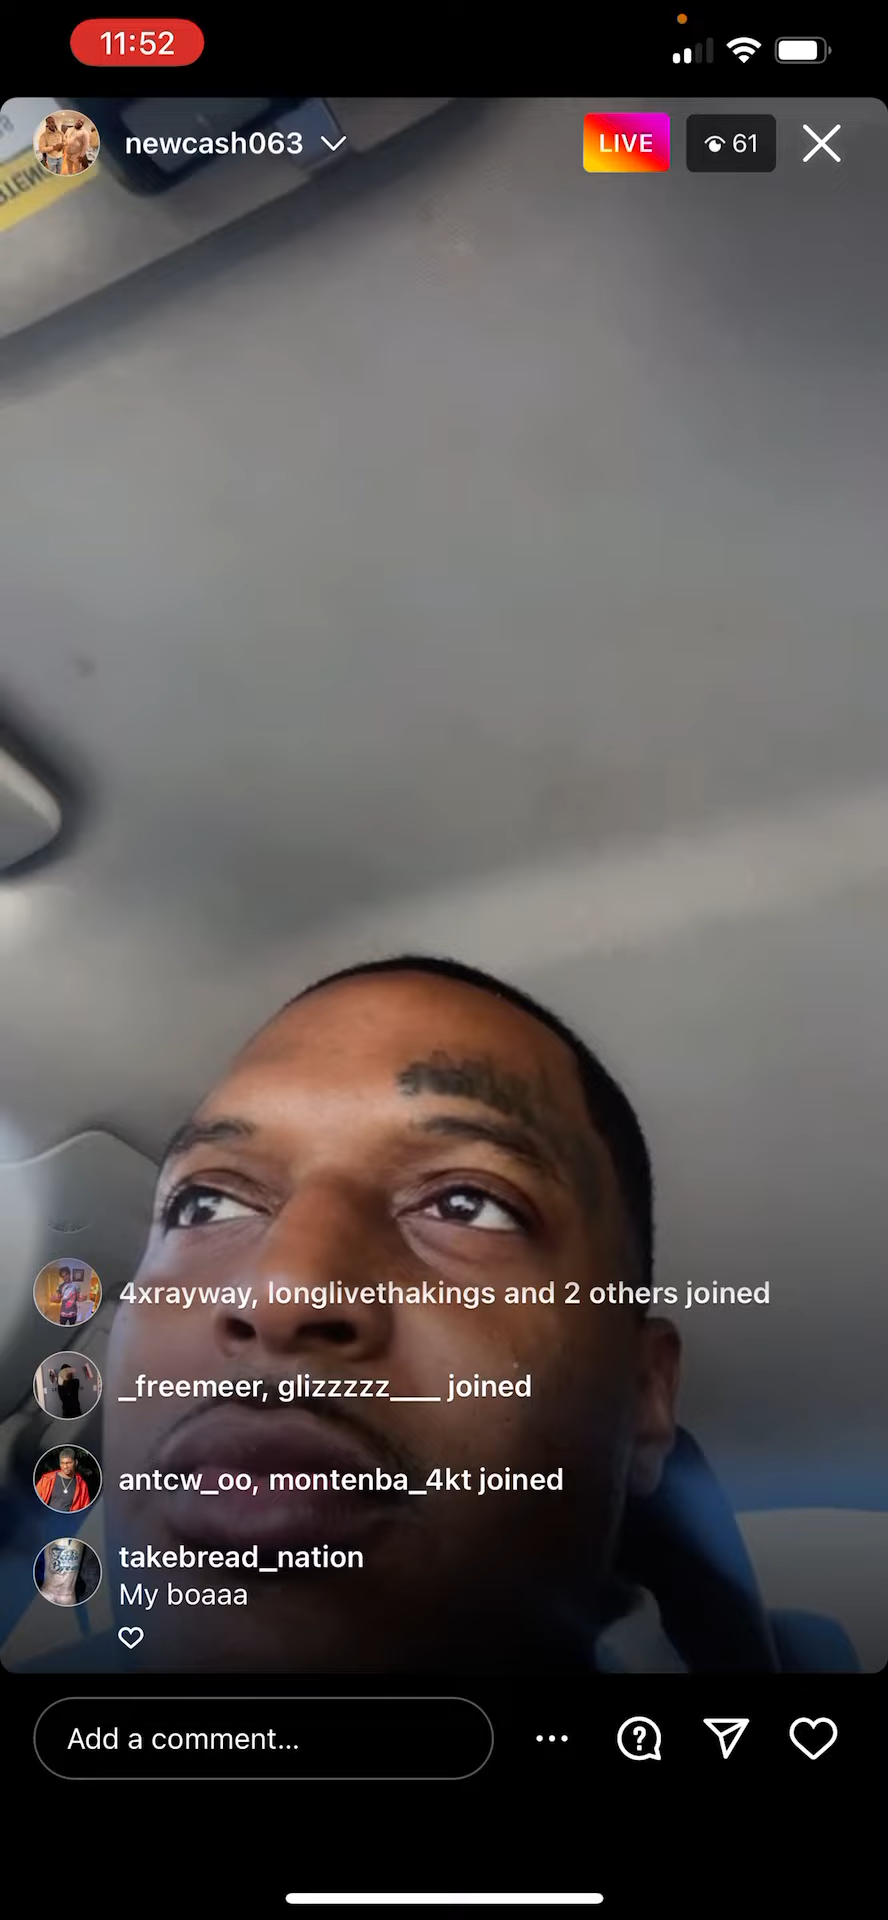 11:52
newcash063
LIVE
61
4xrayway, longlivethakings and 2 others joined
_freemeer, glizzzzz___ joined
antcw_oo, montenba_4kt joined
takebread_nation
My boaaa
Add a comment...